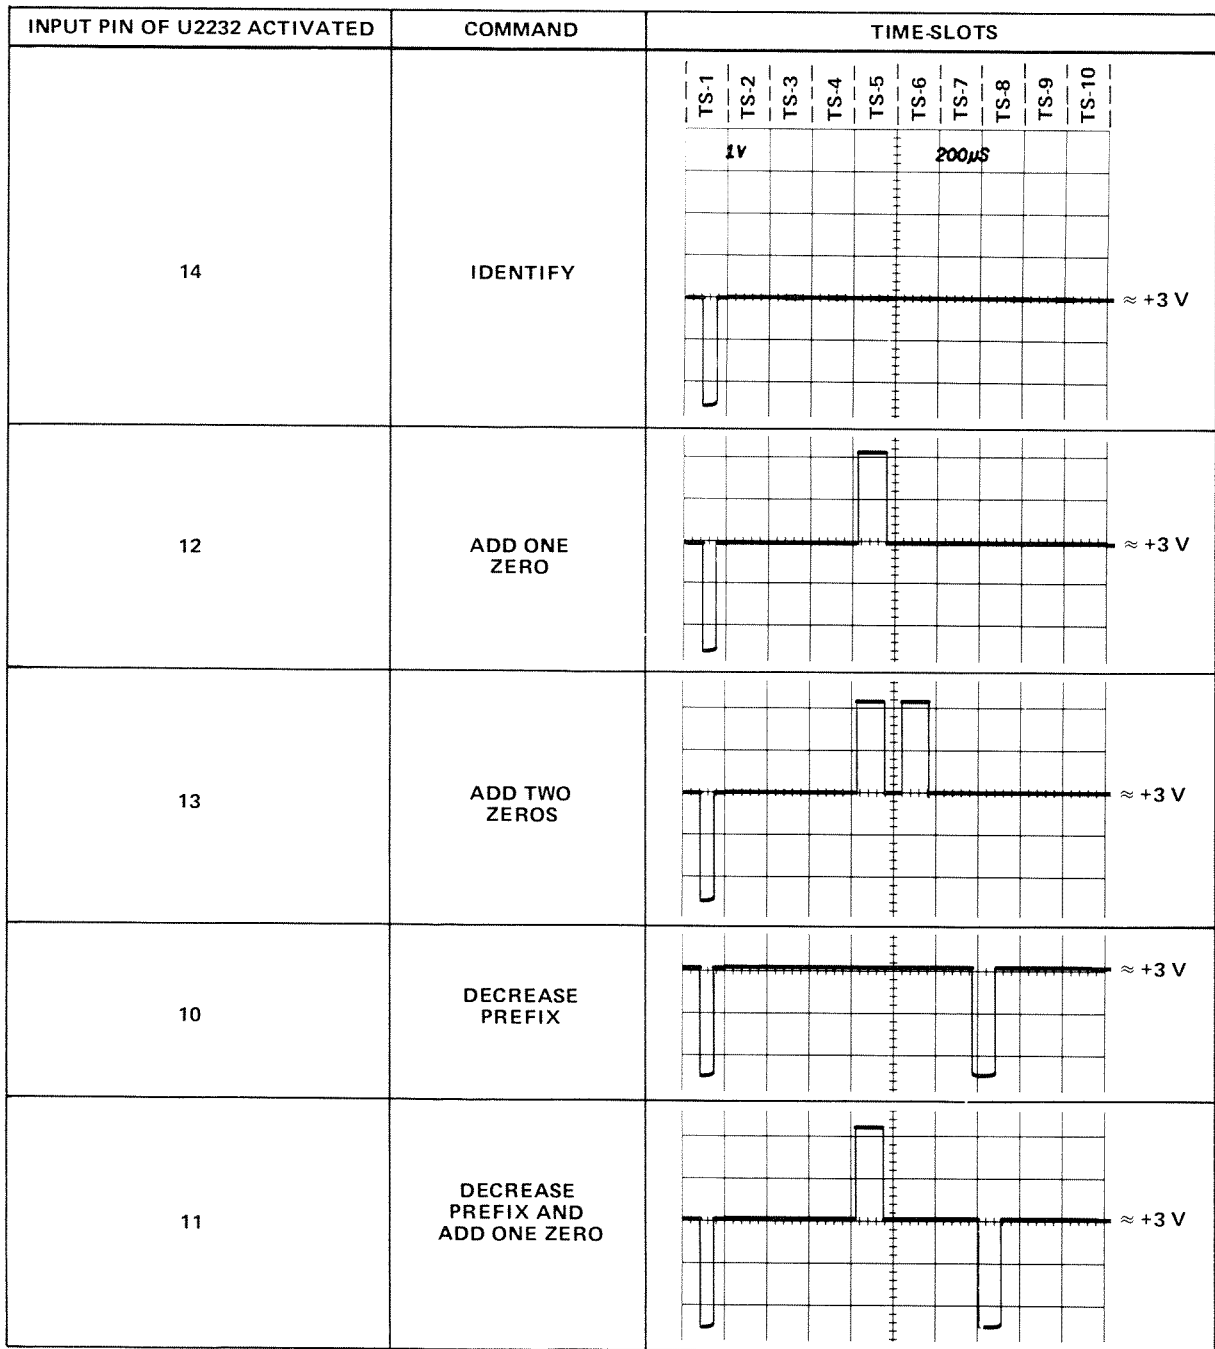 INPUT PIN OF U2232 ACTIVATED
COMMAND
TIME-SLOTS
TS-1
TS-2
TS-3
TS-4
TS-5
TS-6
TS-7
TS-8
TS-9
TS-10
1V
200µS
14
IDENTIFY
≈ +3 V
12
ADD ONE
ZERO
≈ +3 V
13
ADD TWO
ZEROS
≈ +3 V
10
DECREASE
PREFIX
≈ +3 V
11
DECREASE
PREFIX AND
ADD ONE ZERO
≈ +3 V